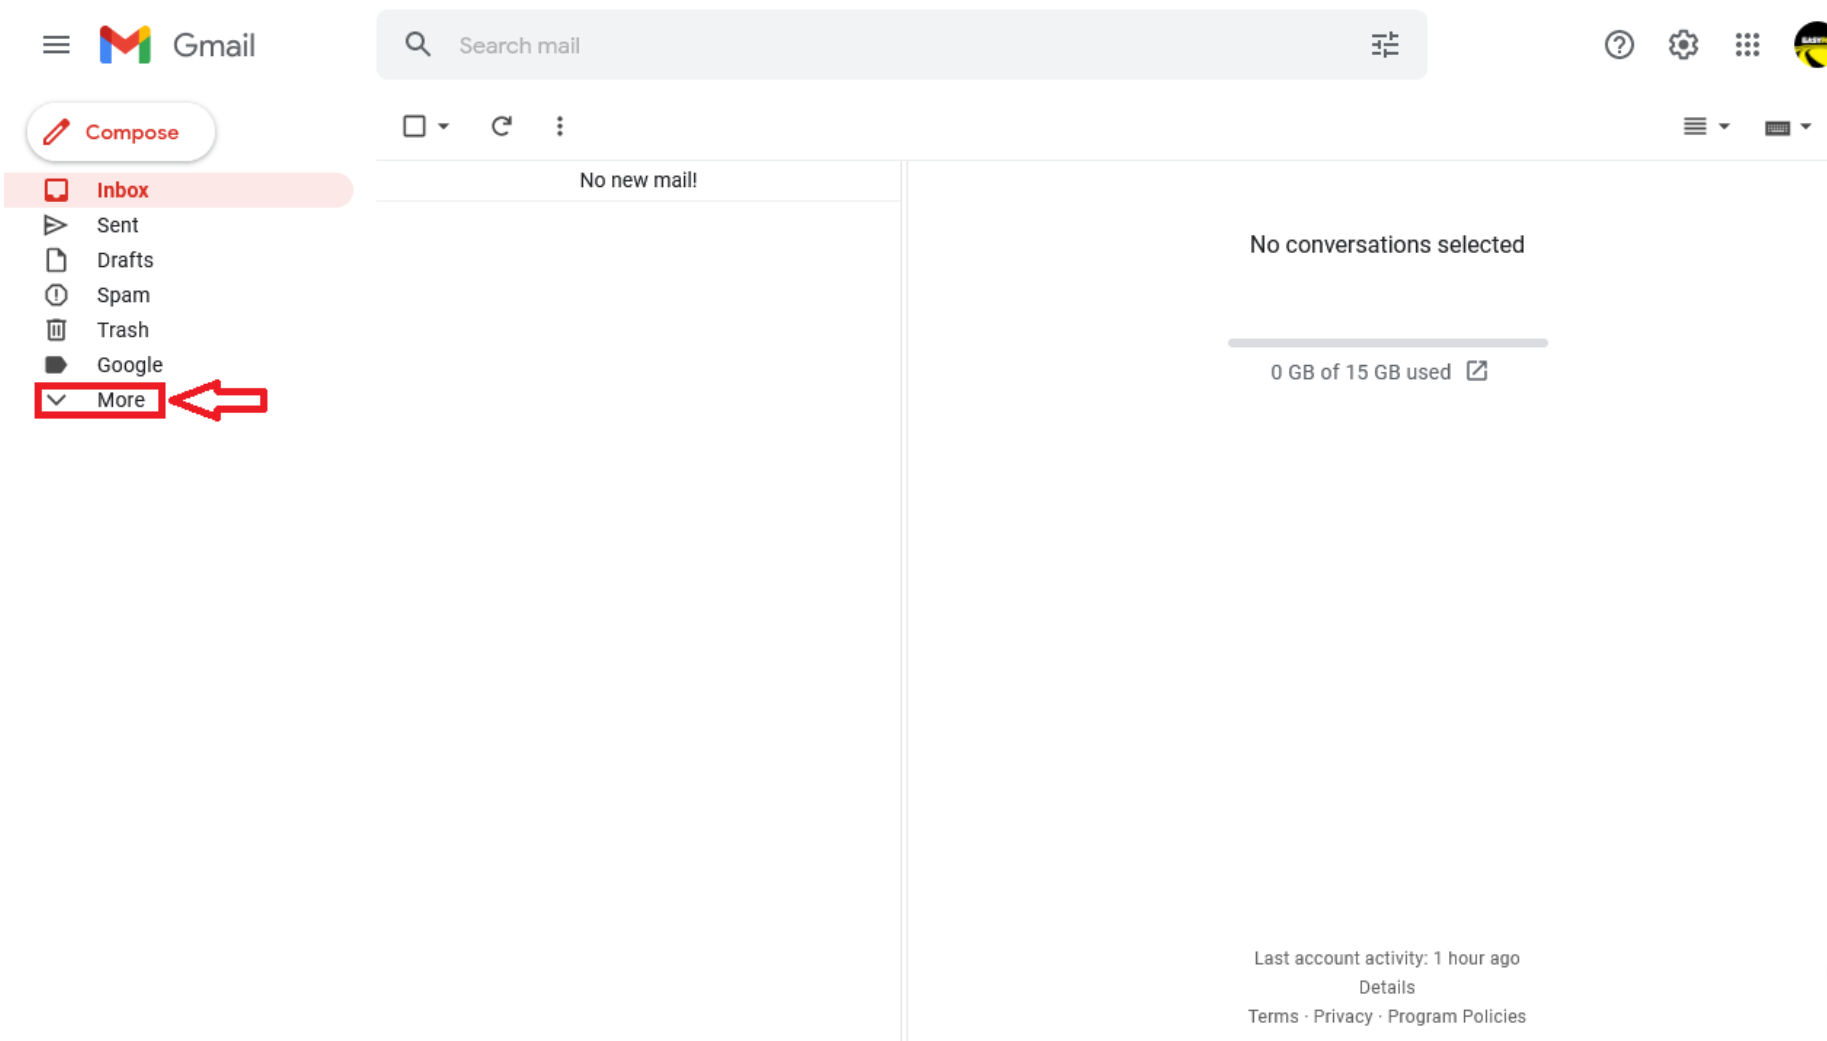 Gmail
Search mail
Compose
Inbox
Sent
Drafts
Spam
Trash
Google
More
No new mail!
No conversations selected
0 GB of 15 GB used
Last account activity: 1 hour ago
Details
Terms · Privacy · Program Policies